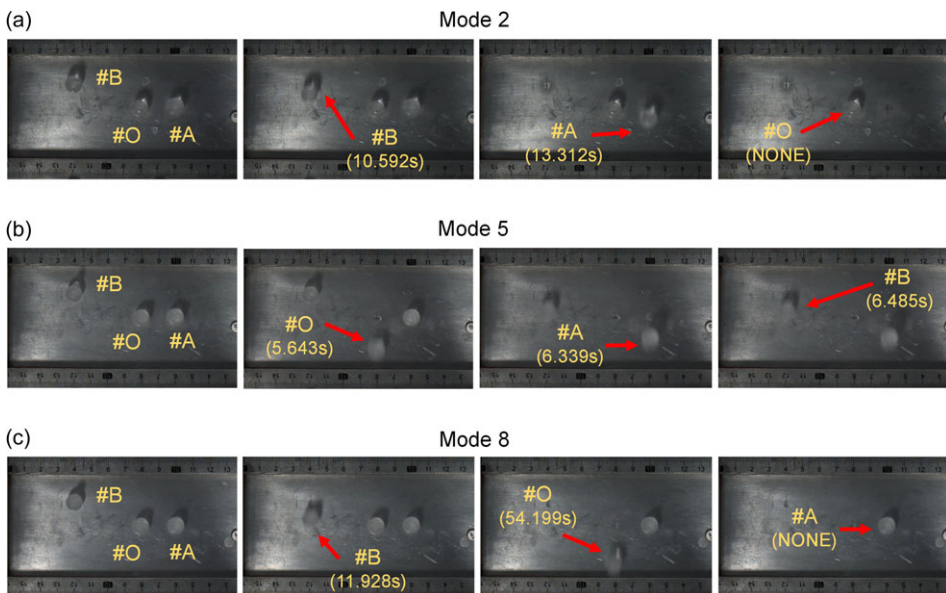 (a)
Mode 2
#B
#O
#A
#B
(10.592s)
#A
(13.312s)
#O
(NONE)
(b)
Mode 5
#B
#O
#A
#O
(5.643s)
#A
(6.339s)
#B
(6.485s)
(c)
Mode 8
#B
#O
#A
#B
(11.928s)
#O
(54.199s)
#A
(NONE)